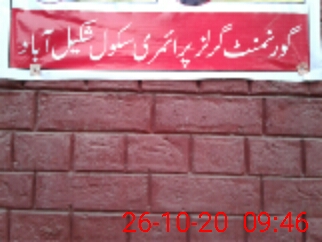 گورنمنٹ گرلز پرائمری سکول شکیل آباد
26-10-20 09:46